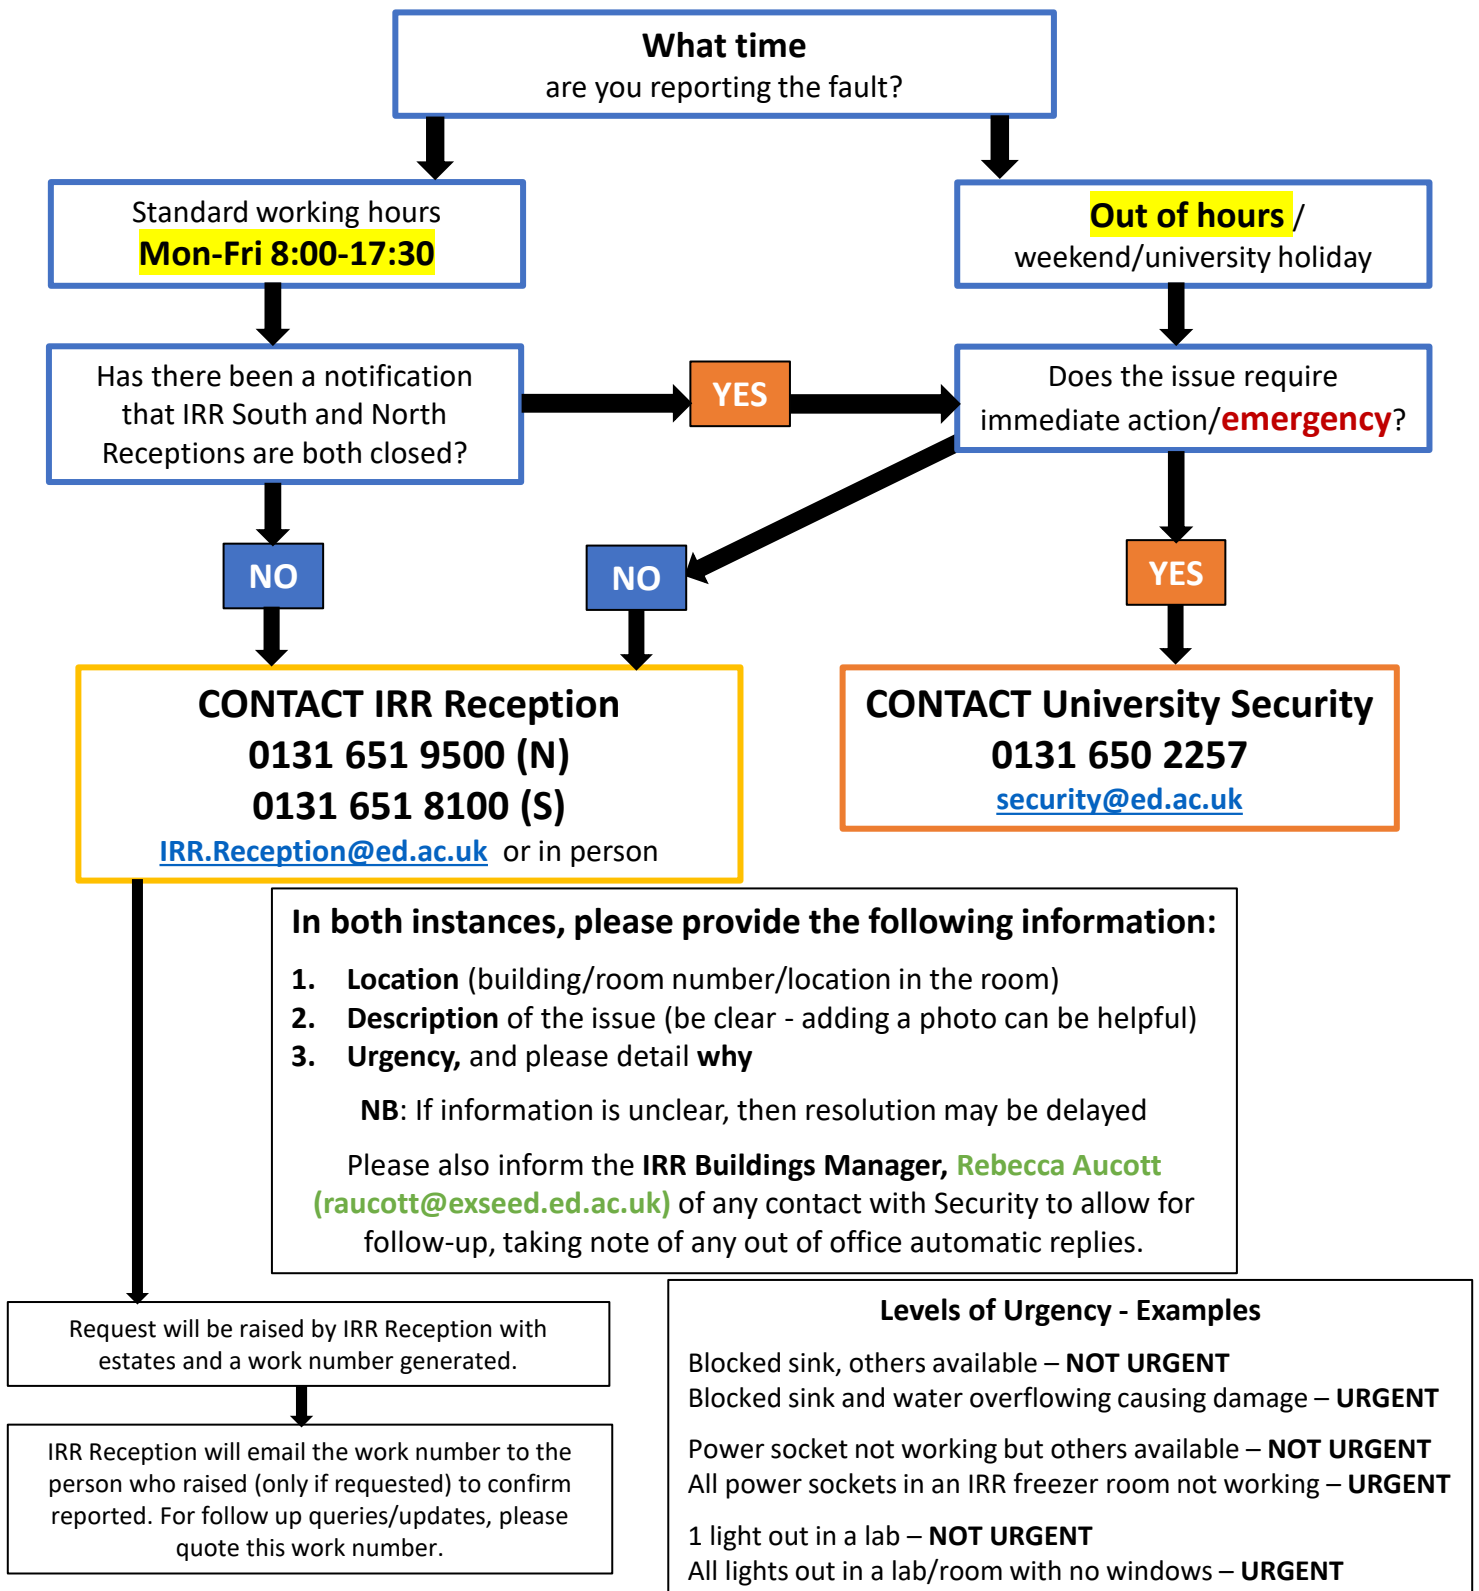 What time
are you reporting the fault?
Standard working hours
Mon-Fri 8:00-17:30
Out of hours /
weekend/university holiday
Has there been a notification
that IRR South and North
Receptions are both closed?
YES
Does the issue require
immediate action/emergency?
NO
NO
YES
CONTACT IRR Reception
0131 651 9500 (N)
0131 651 8100 (S)
IRR.Reception@ed.ac.uk or in person
CONTACT University Security
0131 650 2257
security@ed.ac.uk
In both instances, please provide the following information:
1. Location (building/room number/location in the room)
2. Description of the issue (be clear - adding a photo can be helpful)
3. Urgency, and please detail why
NB: If information is unclear, then resolution may be delayed
Please also inform the IRR Buildings Manager, Rebecca Aucott
(raucott@exseed.ed.ac.uk) of any contact with Security to allow for
follow-up, taking note of any out of office automatic replies.
Request will be raised by IRR Reception with
estates and a work number generated.
IRR Reception will email the work number to the
person who raised (only if requested) to confirm
reported. For follow up queries/updates, please
quote this work number.
Levels of Urgency - Examples
Blocked sink, others available – NOT URGENT
Blocked sink and water overflowing causing damage – URGENT
Power socket not working but others available – NOT URGENT
All power sockets in an IRR freezer room not working – URGENT
1 light out in a lab – NOT URGENT
All lights out in a lab/room with no windows – URGENT